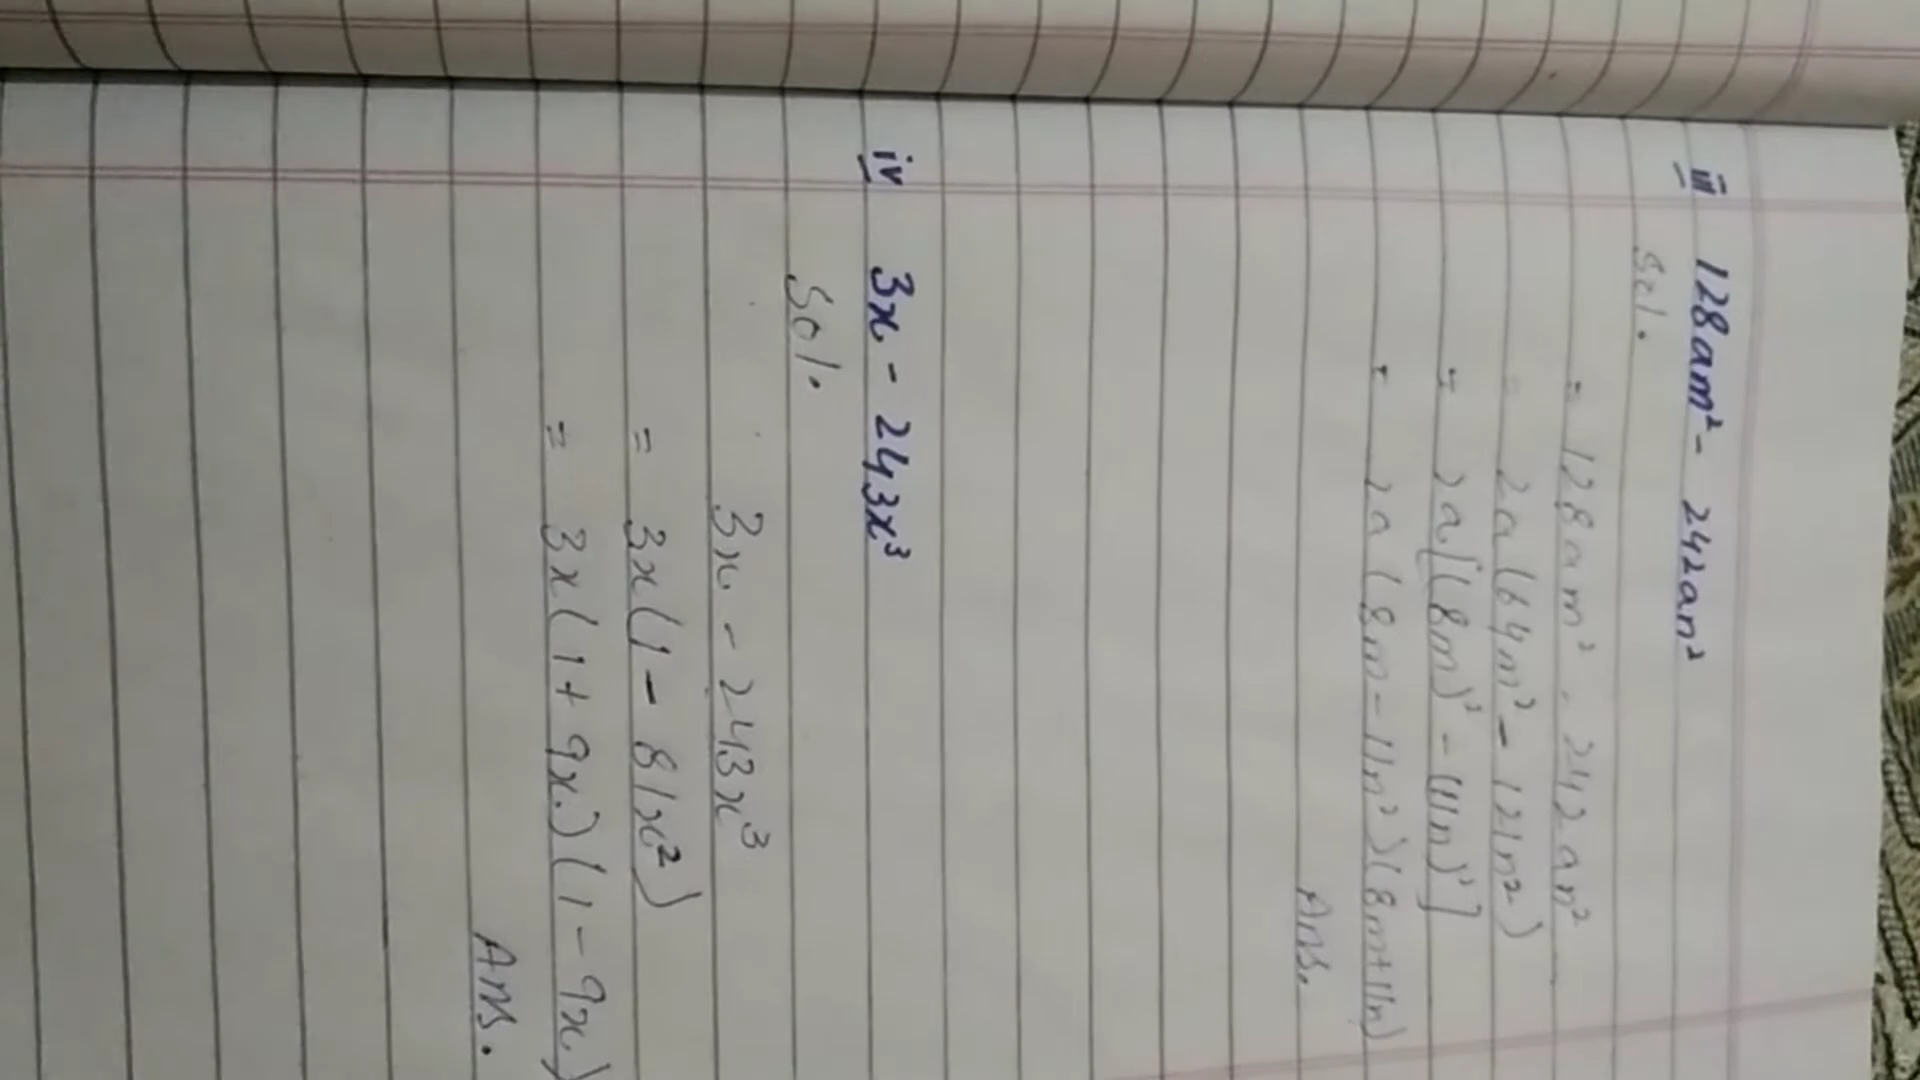 iii 128am² - 242an²
Sol.
= 128am² - 242an²
= 2a(64m² - 121n²)
= 2a[(8m)² - (11n)²]
= 2a(8m - 11n²)(8m+11n)
Ans.
iv 3x - 243x³
Sol.
3x - 243x³
= 3x(1 - 81x²)
= 3x(1 + 9x)(1 - 9x)
Ans.